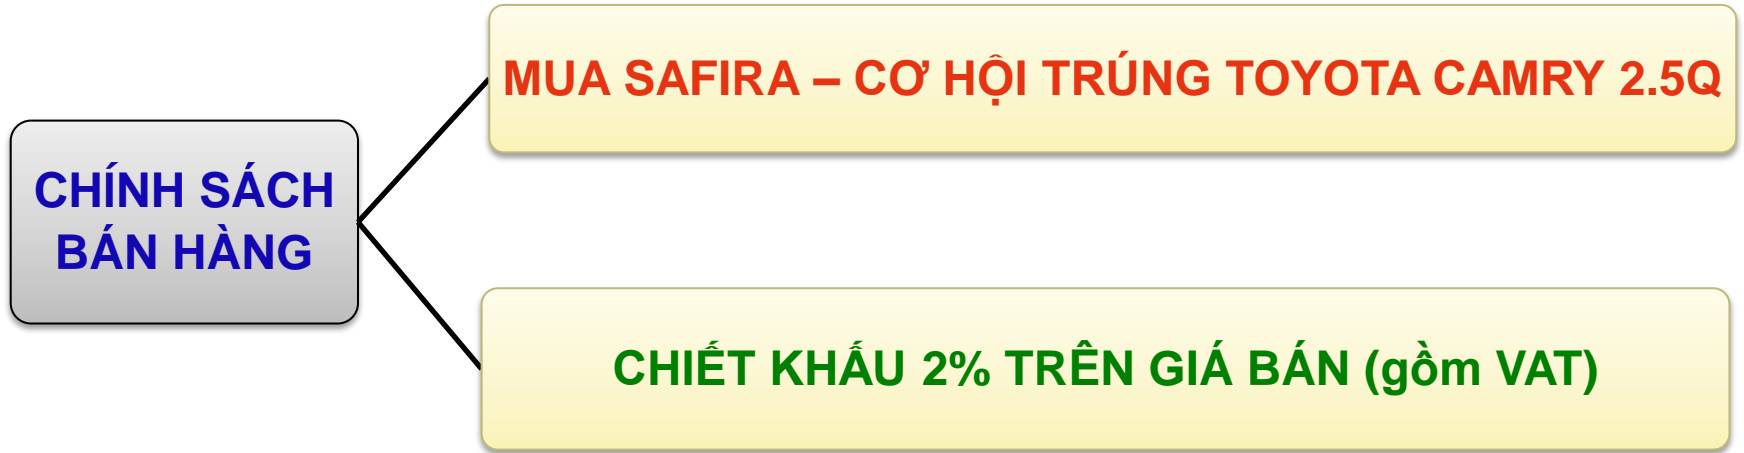 MUA SAFIRA – CƠ HỘI TRÚNG TOYOTA CAMRY 2.5Q
CHÍNH SÁCH
BÁN HÀNG
CHIẾT KHẤU 2% TRÊN GIÁ BÁN (gồm VAT)